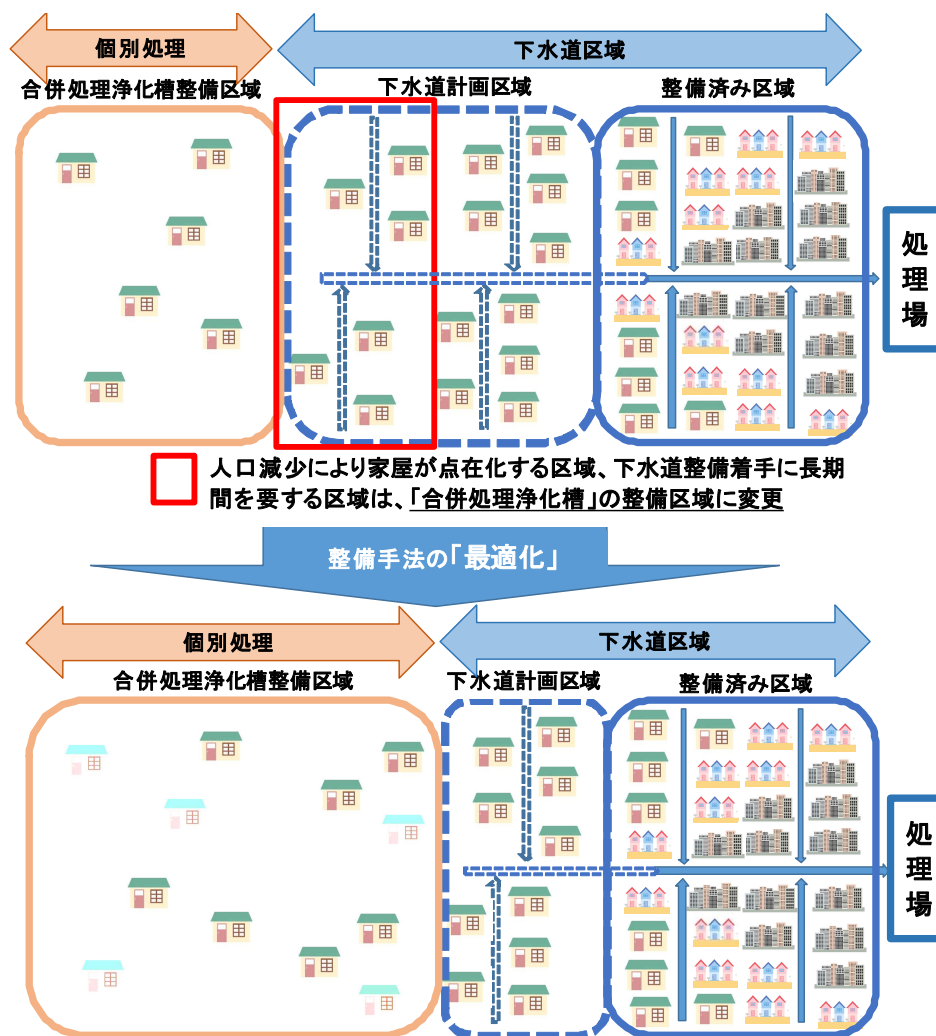 個別処理
下水道区域
合併処理浄化槽整備区域
下水道計画区域
整備済み区域
処理場
人口減少により家屋が点在化する区域、下水道整備着手に長期
間を要する区域は、「合併処理浄化槽」の整備区域に変更
整備手法の「最適化」
個別処理
下水道区域
合併処理浄化槽整備区域
下水道計画区域
整備済み区域
処理場